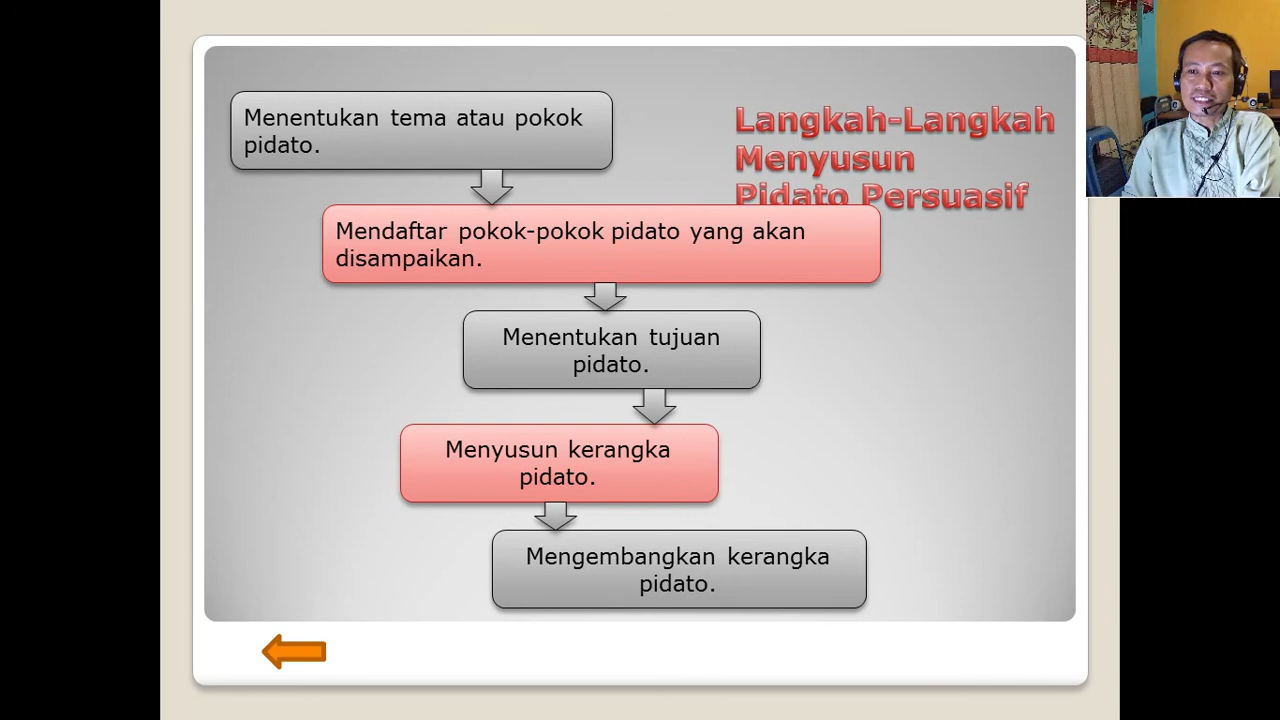 Langkah-Langkah
Menyusun
Pidato Persuasif
Menentukan tema atau pokok
pidato.
Mendaftar pokok-pokok pidato yang akan
disampaikan.
Menentukan tujuan
pidato.
Menyusun kerangka
pidato.
Mengembangkan kerangka
pidato.